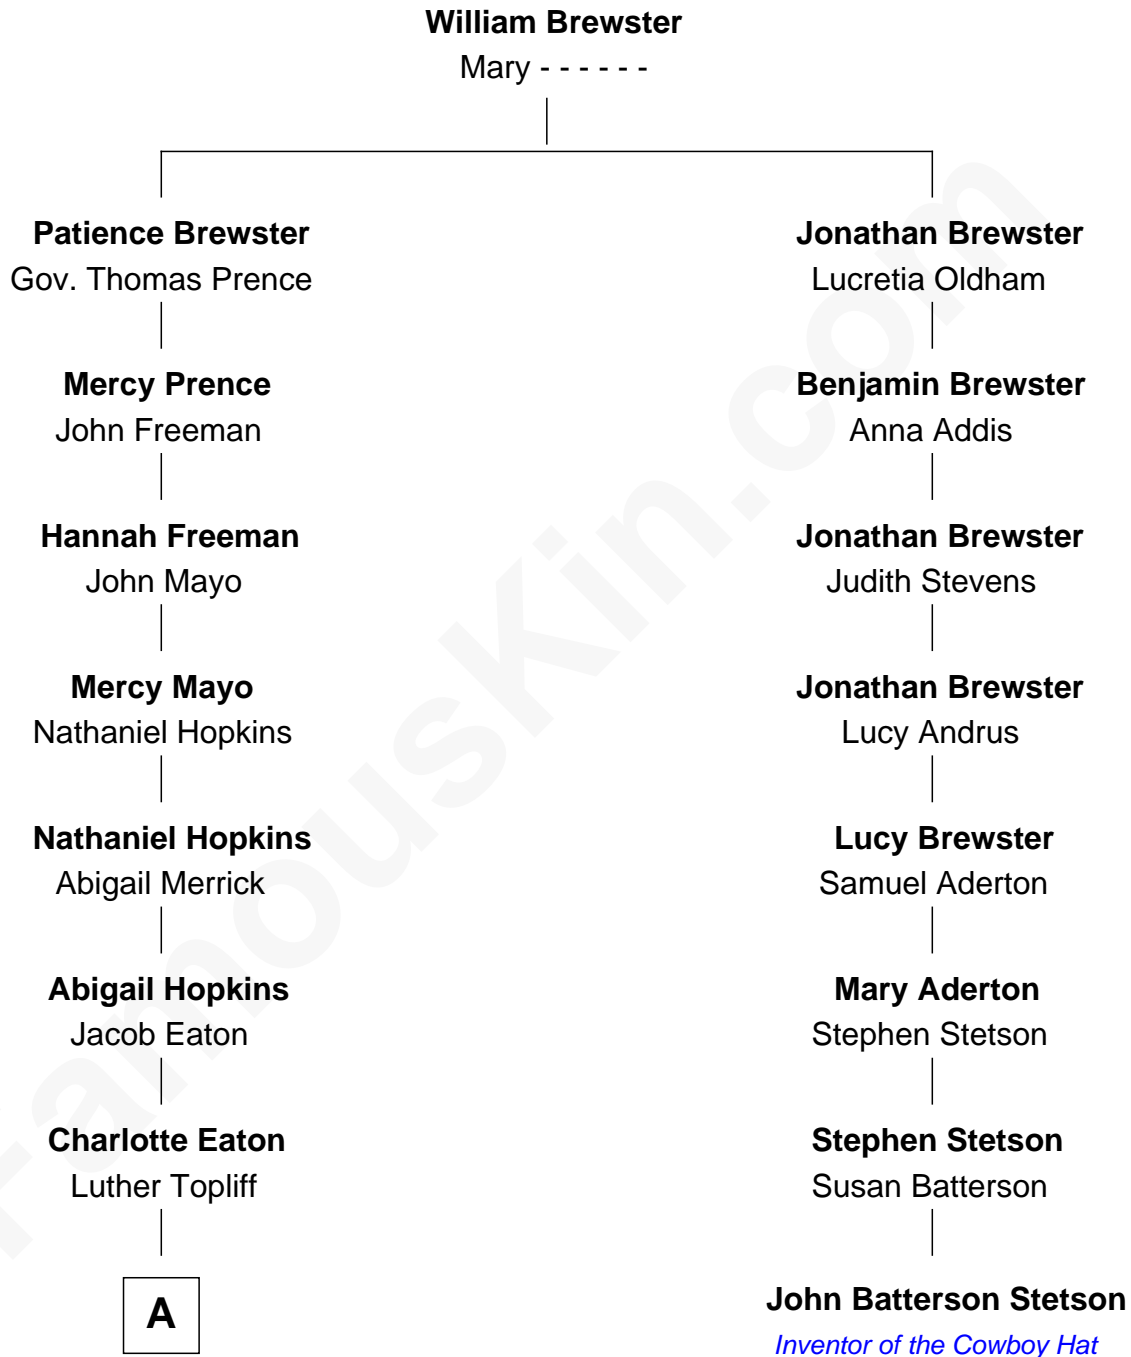 William Brewster
Mary - - - - - -
Patience Brewster
Gov. Thomas Prence
Jonathan Brewster
Lucretia Oldham
Mercy Prence
John Freeman
Benjamin Brewster
Anna Addis
Hannah Freeman
John Mayo
Jonathan Brewster
Judith Stevens
Mercy Mayo
Nathaniel Hopkins
Jonathan Brewster
Lucy Andrus
Nathaniel Hopkins
Abigail Merrick
Lucy Brewster
Samuel Aderton
Abigail Hopkins
Jacob Eaton
Mary Aderton
Stephen Stetson
Charlotte Eaton
Luther Topliff
Stephen Stetson
Susan Batterson
A
John Batterson Stetson
Inventor of the Cowboy Hat
FamousKin.com